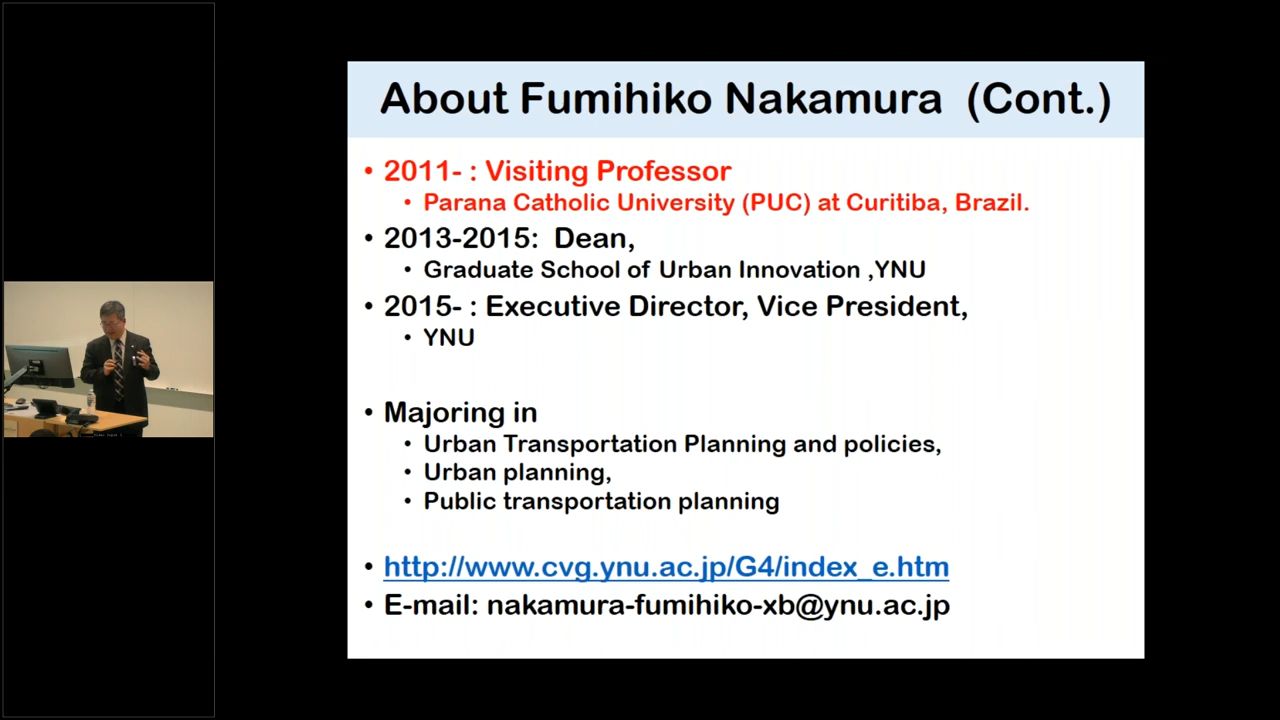 About Fumihiko Nakamura (Cont.)
• 2011- : Visiting Professor
• Parana Catholic University (PUC) at Curitiba, Brazil.
• 2013-2015: Dean,
• Graduate School of Urban Innovation ,YNU
• 2015- : Executive Director, Vice President,
• YNU
• Majoring in
• Urban Transportation Planning and policies,
• Urban planning,
• Public transportation planning
• http://www.cvg.ynu.ac.jp/G4/index_e.htm
• E-mail: nakamura-fumihiko-xb@ynu.ac.jp